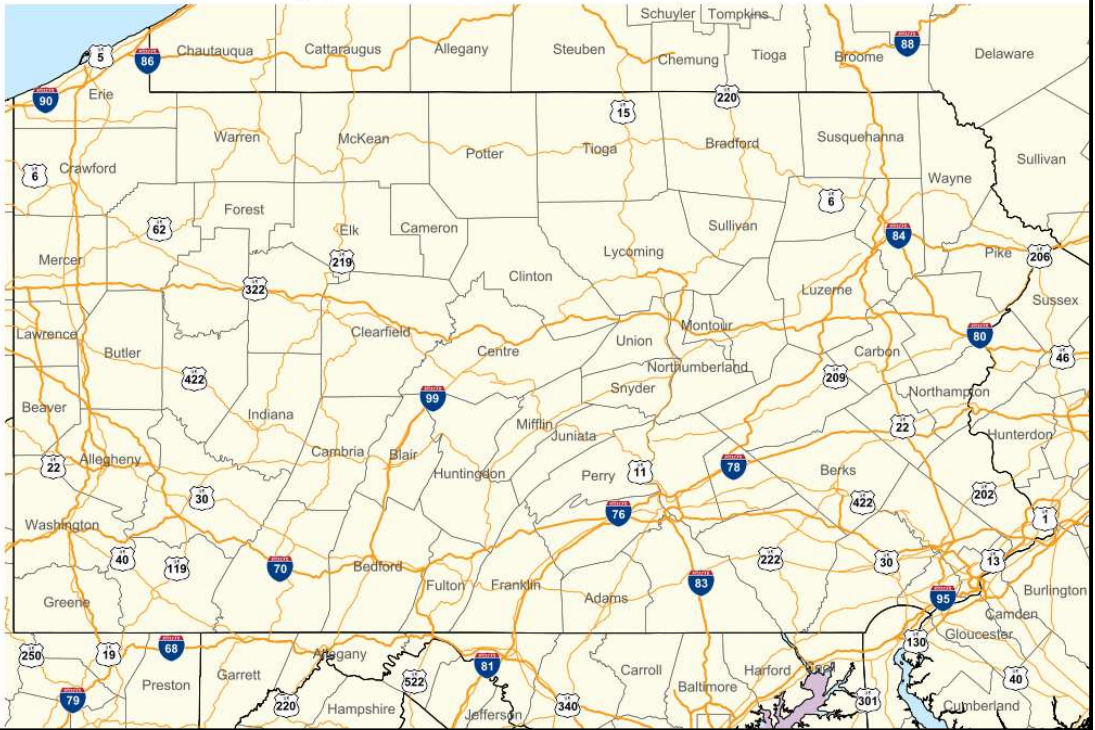 Schuyler Tompkins
5 86 Chautauqua Cattaraugus Allegany Steuben Chemung Tioga Broome 88 Delaware
90 Erie
15 220
Warren McKean Potter Tioga Bradford Susquehanna
6 Crawford Sullivan
Wayne
Forest 6
62 Elk Cameron Sullivan 84
Mercer 219 Lycoming Pike 206
322 Clinton Luzerne Sussex
Lawrence Clearfield Montour 80
Butler Centre Union Carbon 46
422 Northumberland 209
99 Snyder Northampton
Beaver Indiana Mifflin 22
Juniata Hunterdon
22 Allegheny Cambria Blair
Huntingdon Perry 11 78 Berks
30 422 202
Washington 76 1
40 119 70 Bedford 222 30 13
Fulton Franklin 83
Greene Adams 95 Burlington
Camden
250 19 68 Allegany 130 Gloucester
Garrett 81 Carroll Harford Cecil
79 Preston 522 Baltimore 40
220 Hampshire Jefferson 340 301 Cumberland